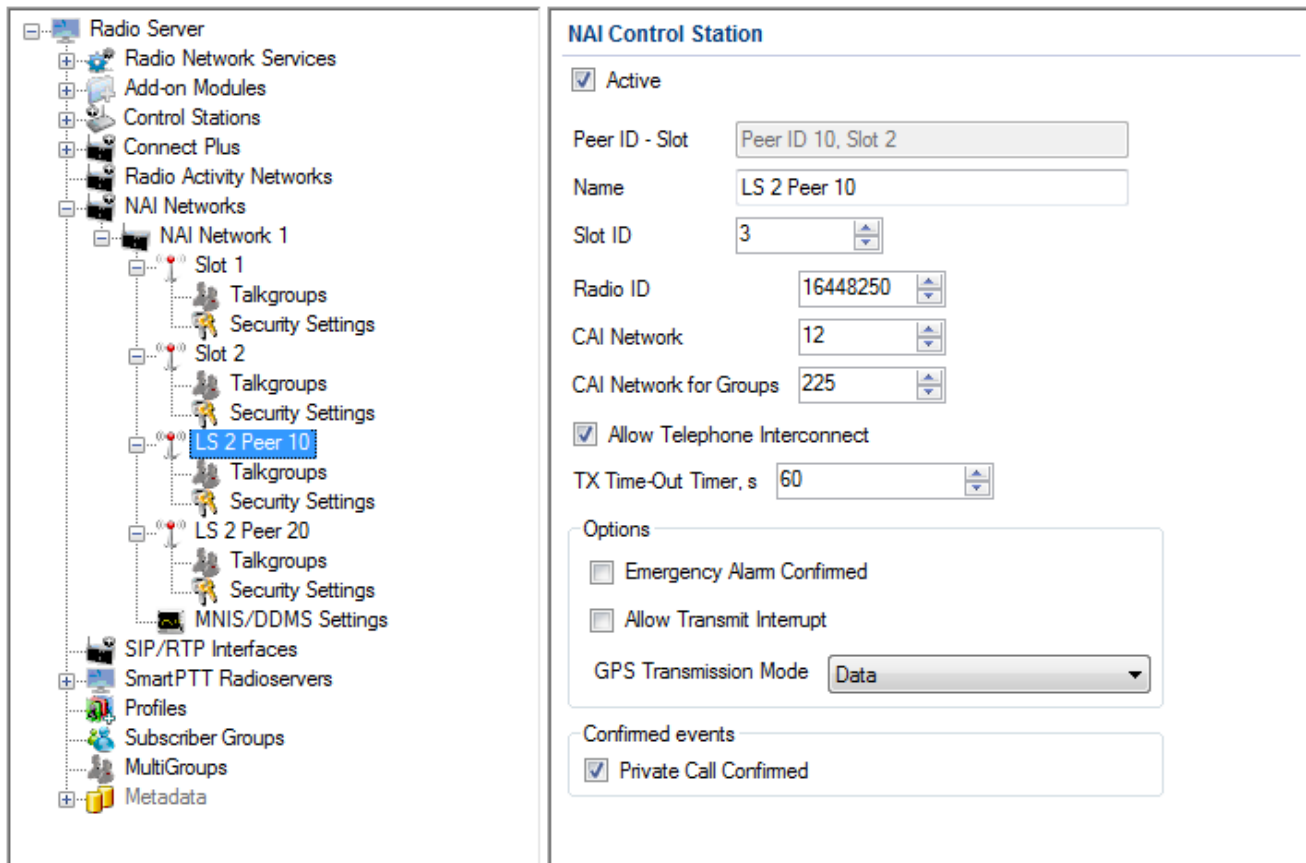 Radio Server
Radio Network Services
Add-on Modules
Control Stations
Connect Plus
Radio Activity Networks
NAI Networks
NAI Network 1
Slot 1
Talkgroups
Security Settings
Slot 2
Talkgroups
Security Settings
LS 2 Peer 10
Talkgroups
Security Settings
LS 2 Peer 20
Talkgroups
Security Settings
MNIS/DDMS Settings
SIP/RTP Interfaces
SmartPTT Radioservers
Profiles
Subscriber Groups
MultiGroups
Metadata
NAI Control Station
Active
Peer ID - Slot Peer ID 10, Slot 2
Name LS 2 Peer 10
Slot ID 3
Radio ID 16448250
CAI Network 12
CAI Network for Groups 225
Allow Telephone Interconnect
TX Time-Out Timer, s 60
Options
Emergency Alarm Confirmed
Allow Transmit Interrupt
GPS Transmission Mode Data
Confirmed events
Private Call Confirmed